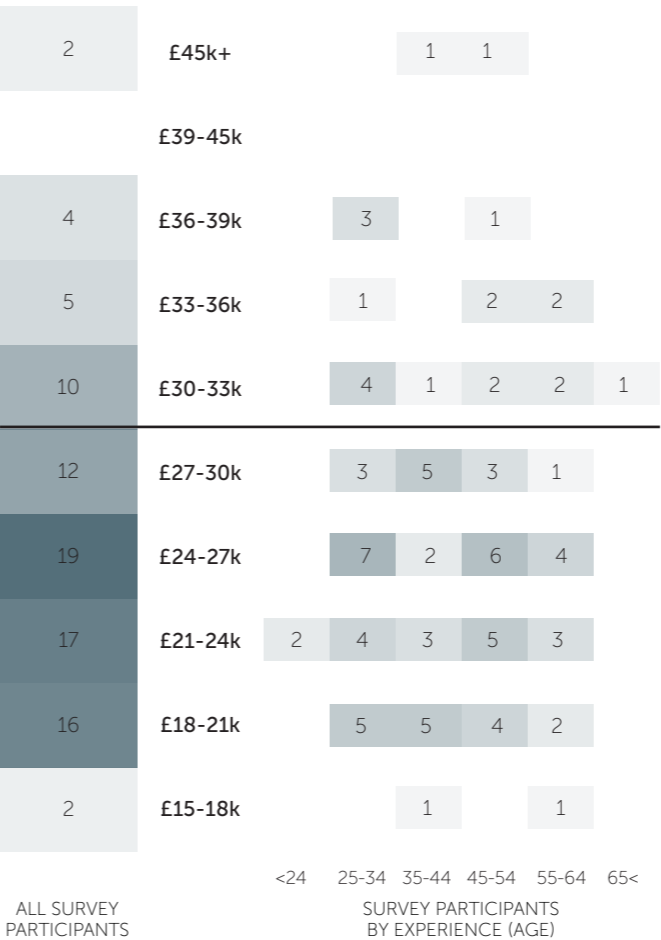 2 £45k+ 1 1
£39-45k
4 £36-39k 3 1
5 £33-36k 1 2 2
10 £30-33k 4 1 2 2 1
12 £27-30k 3 5 3 1
19 £24-27k 7 2 6 4
17 £21-24k 2 4 3 5 3
16 £18-21k 5 5 4 2
2 £15-18k 1 1
<24 25-34 35-44 45-54 55-64 65<
ALL SURVEY
PARTICIPANTS
SURVEY PARTICIPANTS
BY EXPERIENCE (AGE)